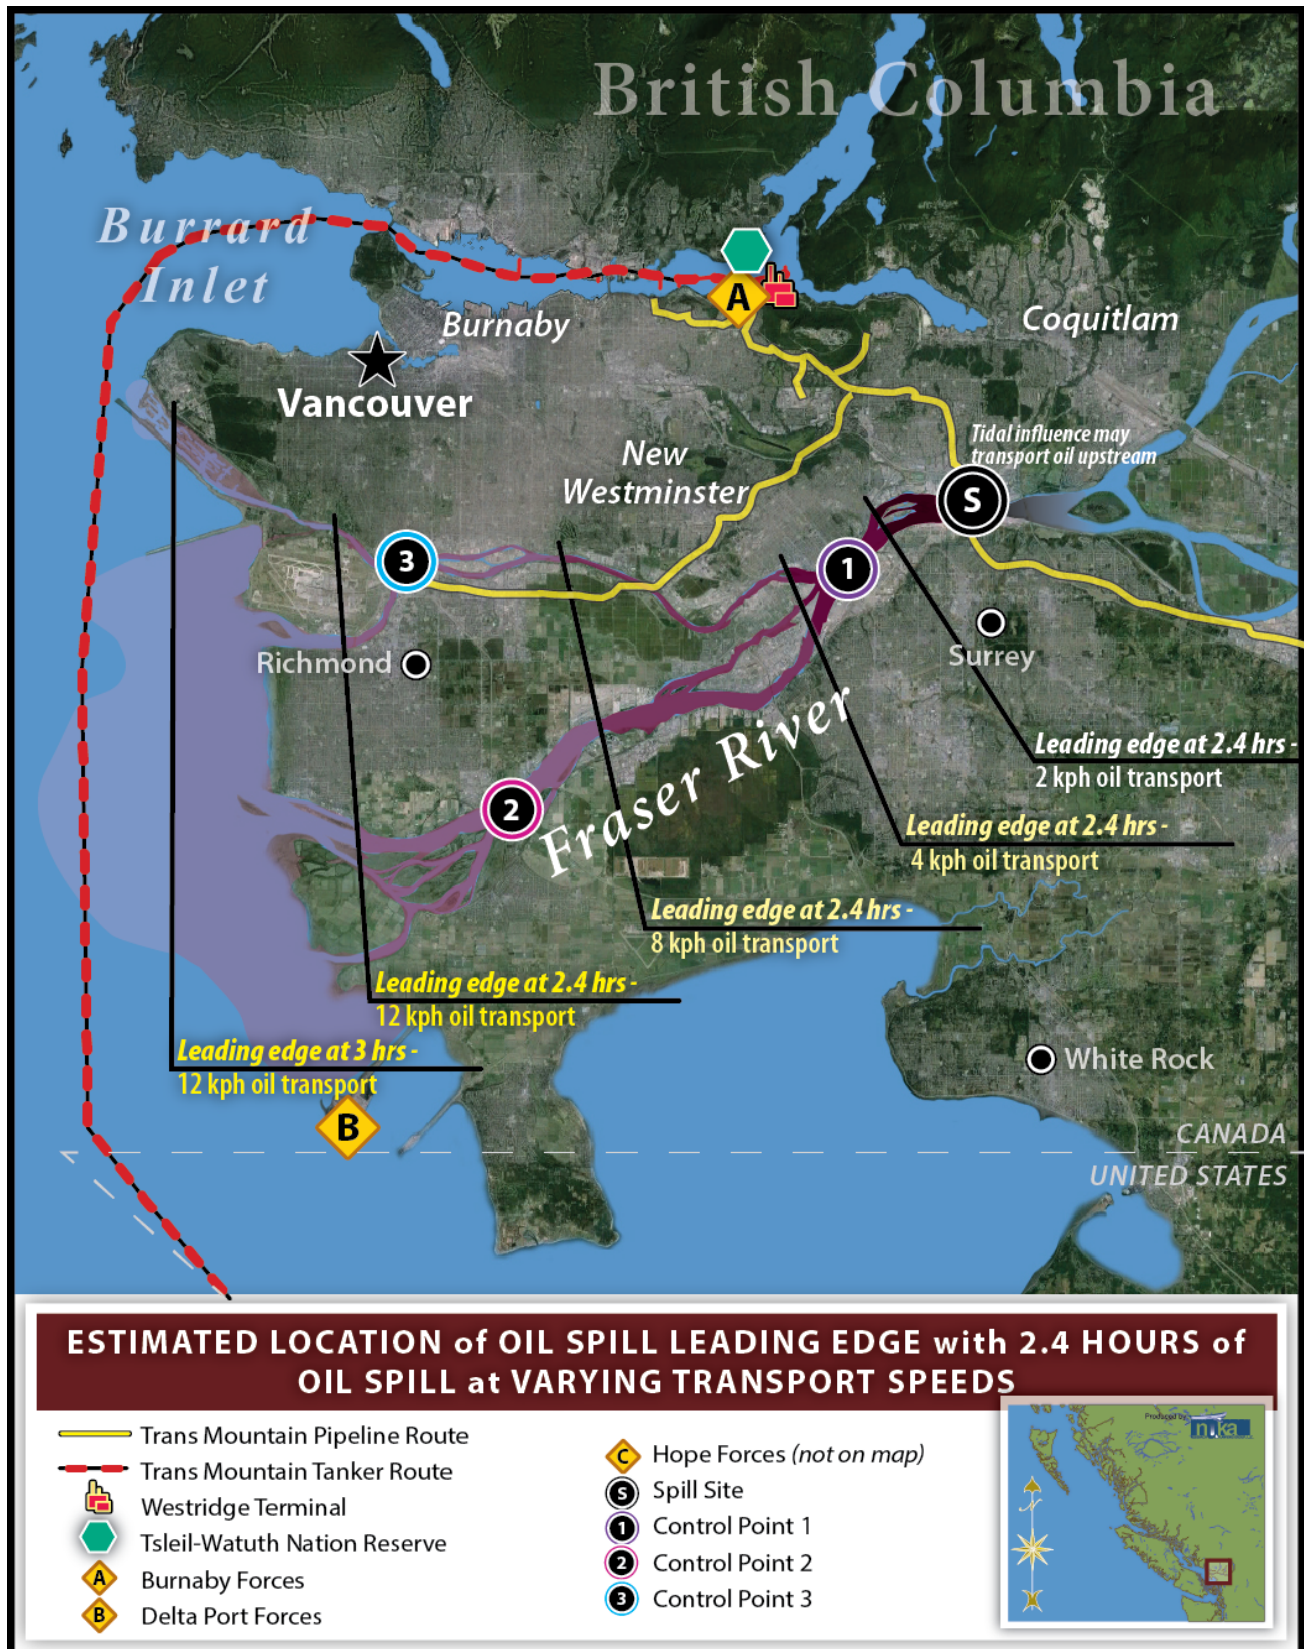 British Columbia
Burrard
Inlet
A
Burnaby
Coquitlam
Vancouver
Tidal influence may
transport oil upstream
New
Westminster
S
3
1
Richmond
Surrey
Fraser River
Leading edge at 2.4 hrs -
2 kph oil transport
2
Leading edge at 2.4 hrs -
4 kph oil transport
Leading edge at 2.4 hrs -
8 kph oil transport
Leading edge at 2.4 hrs -
12 kph oil transport
Leading edge at 3 hrs -
12 kph oil transport
White Rock
B
CANADA
UNITED STATES
ESTIMATED LOCATION of OIL SPILL LEADING EDGE with 2.4 HOURS of
OIL SPILL at VARYING TRANSPORT SPEEDS
Trans Mountain Pipeline Route
Trans Mountain Tanker Route
Westridge Terminal
Tsleil-Watuth Nation Reserve
A Burnaby Forces
B Delta Port Forces
C Hope Forces (not on map)
S Spill Site
1 Control Point 1
2 Control Point 2
3 Control Point 3
Produced by
nuka
N